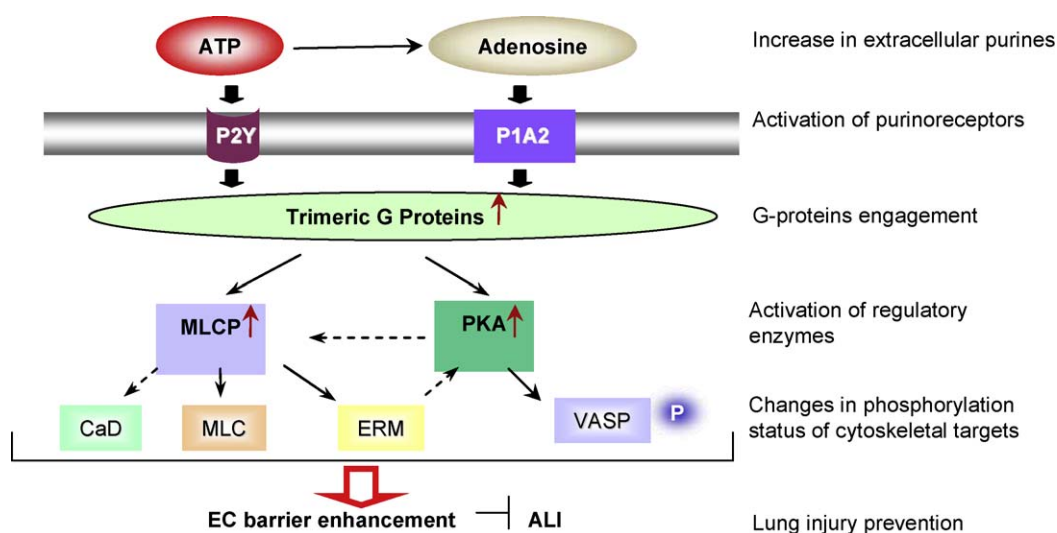 ATP
Adenosine
Increase in extracellular purines
P2Y
P1A2
Activation of purinoreceptors
Trimeric G Proteins
G-proteins engagement
MLCP
PKA
Activation of regulatory
enzymes
CaD
MLC
ERM
VASP
P
Changes in phosphorylation
status of cytoskeletal targets
EC barrier enhancement
ALI
Lung injury prevention